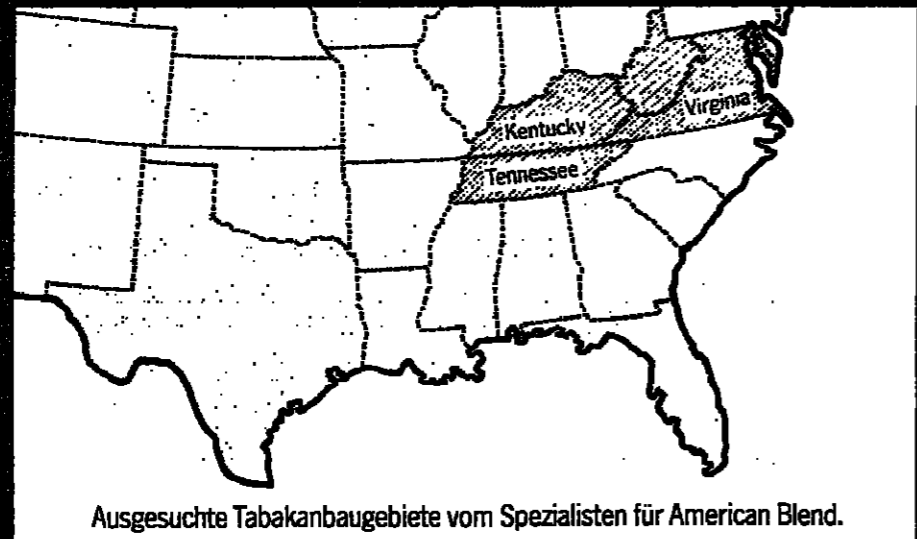 Virginia
Kentucky
Tennessee
Ausgesuchte Tabakanbaugebiete vom Spezialisten für American Blend.